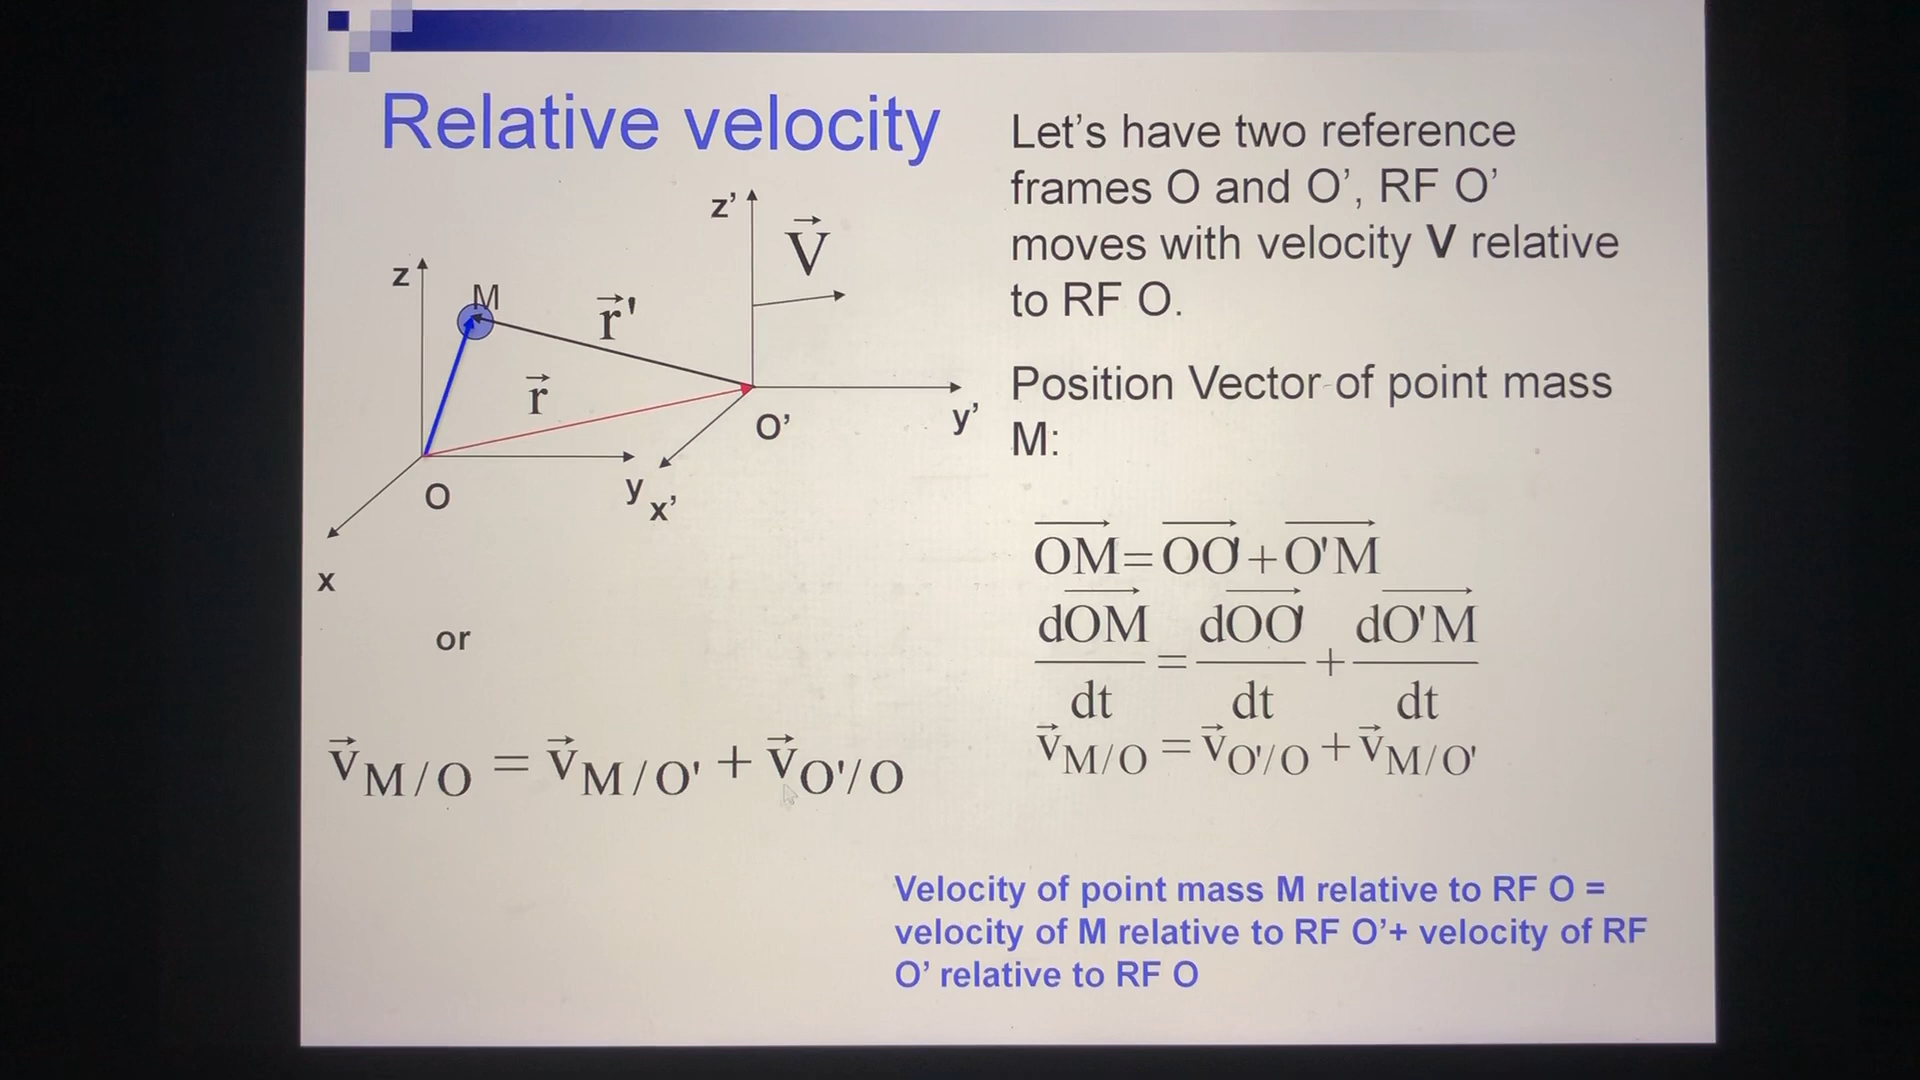 Relative velocity
Let's have two reference
frames O and O', RF O'
moves with velocity V relative
to RF O.
Position Vector of point mass
M:
z'
V⃗
z
M
r⃗'
r⃗
O'
y'
O
y
x'
x
OM=OO'+O'M
dOM/dt = dOO'/dt + dO'M/dt
v⃗M/O = v⃗O'/O + v⃗M/O'
or
v⃗M/O = v⃗M/O' + v⃗O'/O
Velocity of point mass M relative to RF O =
velocity of M relative to RF O'+ velocity of RF
O' relative to RF O